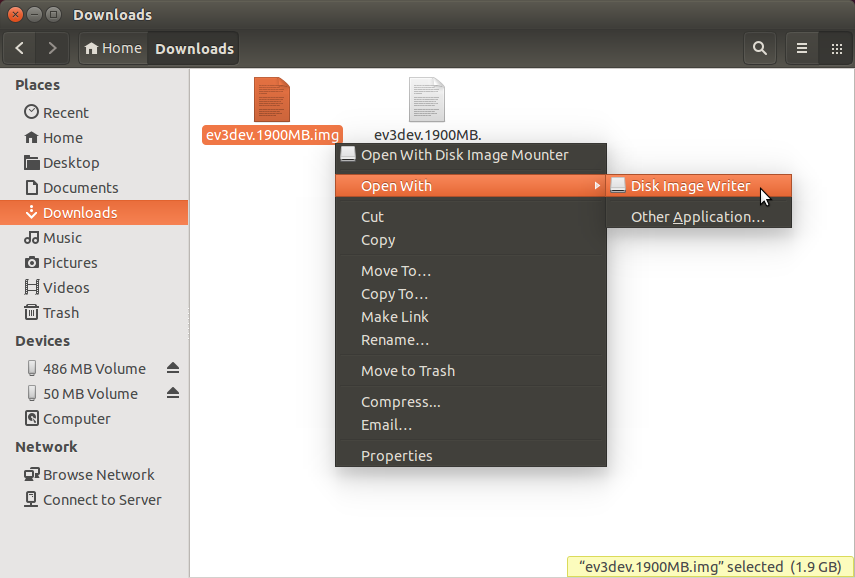 Downloads
Home
Downloads
Places
Recent
Home
Desktop
Documents
Downloads
Music
Pictures
Videos
Trash
Devices
486 MB Volume
50 MB Volume
Computer
Network
Browse Network
Connect to Server
ev3dev.1900MB.img
ev3dev.1900MB.
Open With Disk Image Mounter
Open With
Cut
Copy
Move To…
Copy To…
Make Link
Rename…
Move to Trash
Compress...
Email…
Properties
Disk Image Writer
Other Application…
“ev3dev.1900MB.img” selected (1.9 GB)